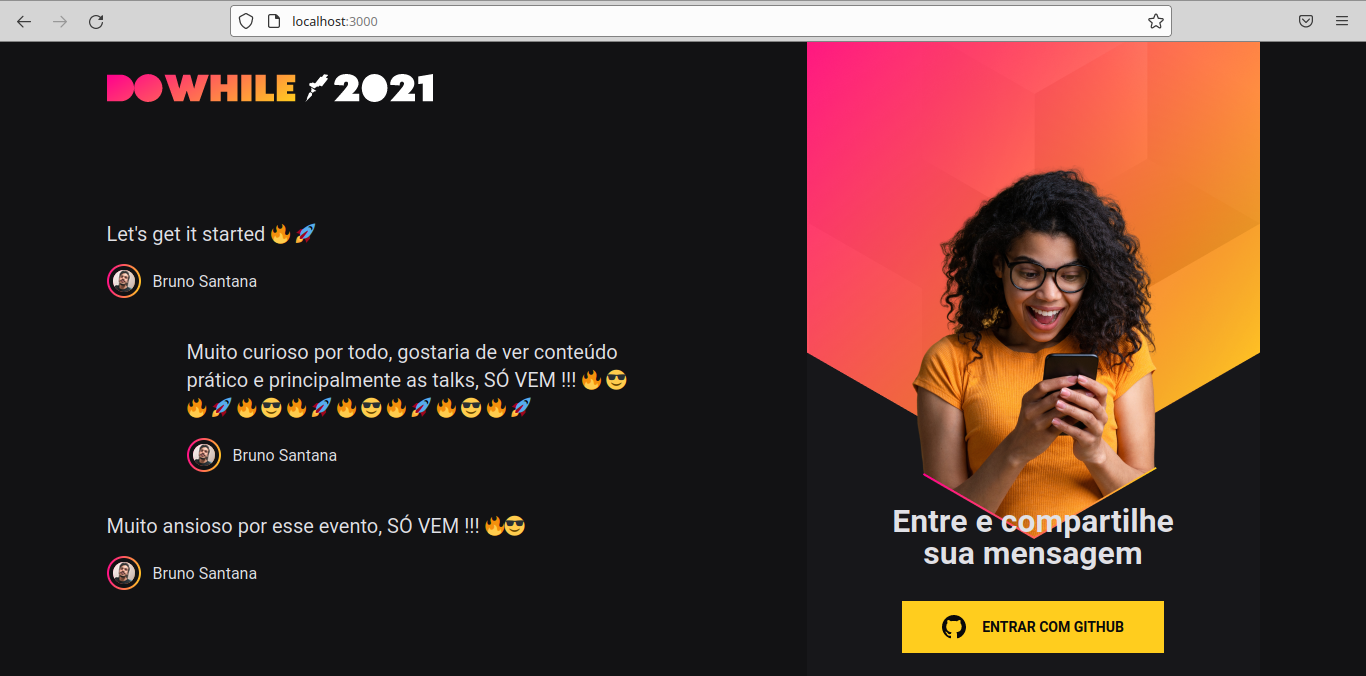 localhost:3000
DOWHILE 2021
Let's get it started 🔥🚀
Bruno Santana
Muito curioso por todo, gostaria de ver conteúdo
prático e principalmente as talks, SÓ VEM !!! 🔥😎
🔥🚀🔥😎🔥🚀🔥😎🔥🚀🔥😎🔥🚀
Bruno Santana
Muito ansioso por esse evento, SÓ VEM !!! 🔥😎
Bruno Santana
Entre e compartilhe
sua mensagem
ENTRAR COM GITHUB